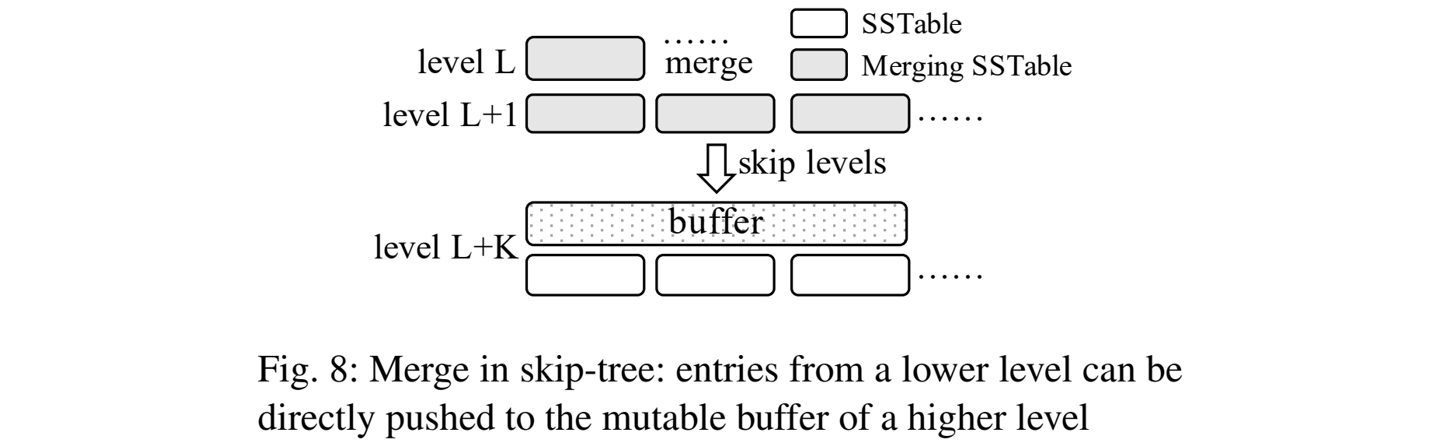 SSTable
level L
......
merge
Merging SSTable
level L+1
......
skip levels
buffer
level L+K
......
Fig. 8: Merge in skip-tree: entries from a lower level can be
directly pushed to the mutable buffer of a higher level